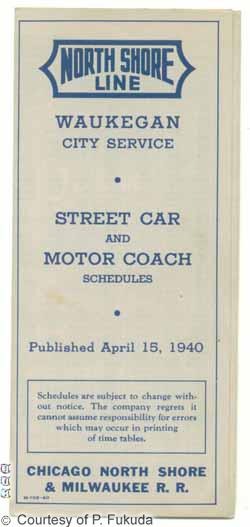 NORTH SHORE
LINE
WAUKEGAN
CITY SERVICE
STREET CAR
AND
MOTOR COACH
SCHEDULES
Published April 15, 1940
Schedules are subject to change with-
out notice. The company regrets it
cannot assume responsibility for errors
which may occur in printing
of time tables.
CHICAGO NORTH SHORE
& MILWAUKEE R. R.
© Courtesy of P. Fukuda